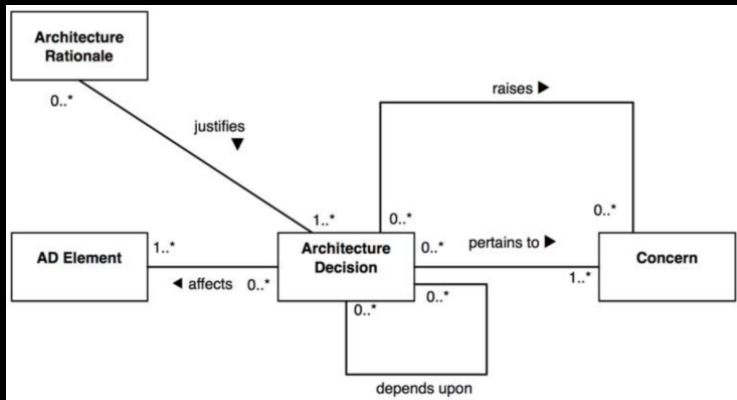 Architecture
Rationale
0..*
raises ▶
justifies
▼
1..*
0..*
0..*
AD Element
1..*
◀ affects
0..*
Architecture
Decision
0..*
pertains to ▶
1..*
Concern
0..*
0..*
depends upon